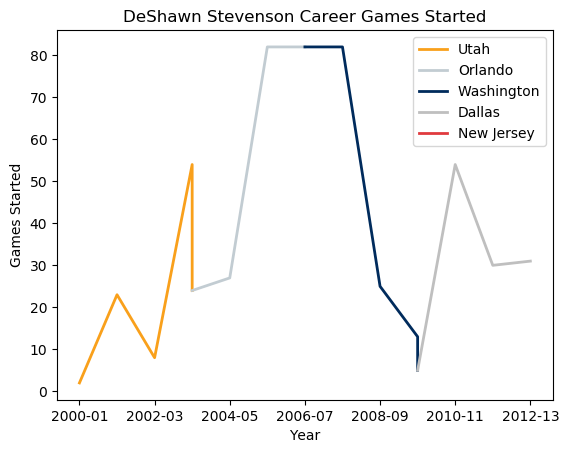 DeShawn Stevenson Career Games Started
Utah
Orlando
Washington
Dallas
New Jersey
80
70
60
50
40
30
20
10
0
Games Started
2000-01 2002-03 2004-05 2006-07 2008-09 2010-11 2012-13
Year